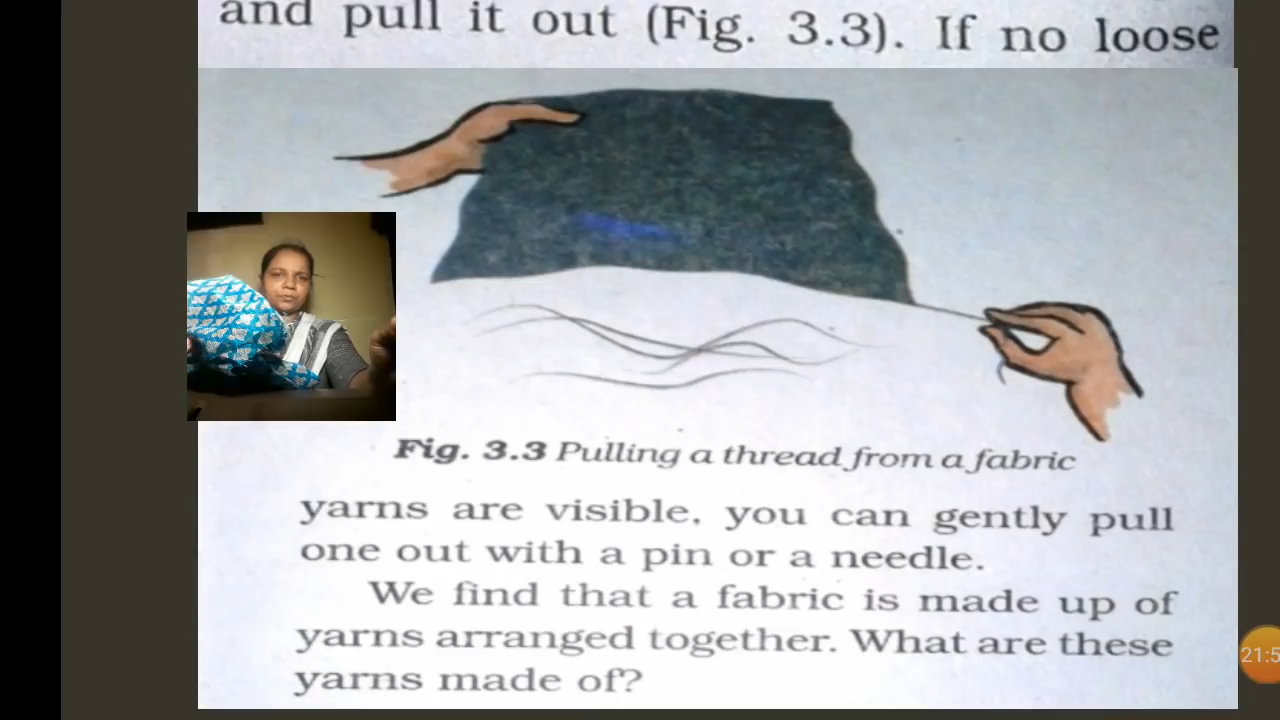 and pull it out (Fig. 3.3). If no loose
Fig. 3.3 Pulling a thread from a fabric
yarns are visible, you can gently pull
one out with a pin or a needle.
We find that a fabric is made up of
yarns arranged together. What are these
yarns made of?
21:5